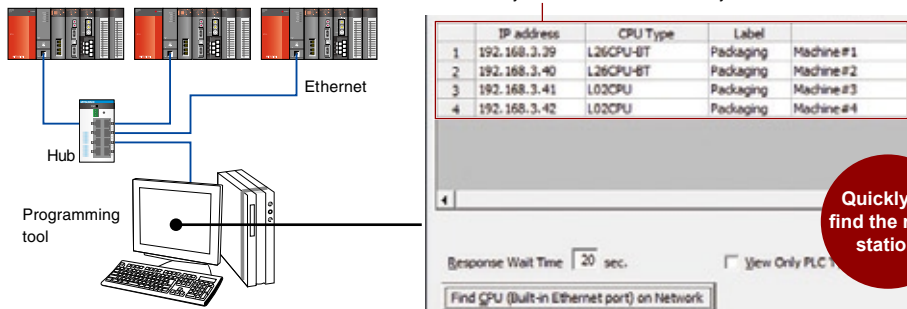 Ethernet
Hub
Programming
tool
IP address CPU Type Label
1 192.168.3.39 L26CPU-BT Packaging Machine#1
2 192.168.3.40 L26CPU-BT Packaging Machine#2
3 192.168.3.41 L02CPU Packaging Machine#3
4 192.168.3.42 L02CPU Packaging Machine#4
Quickly
find the
statio
Response Wait Time 20 sec.
View Only PLC
Find CPU (Built-in Ethernet port) on Network